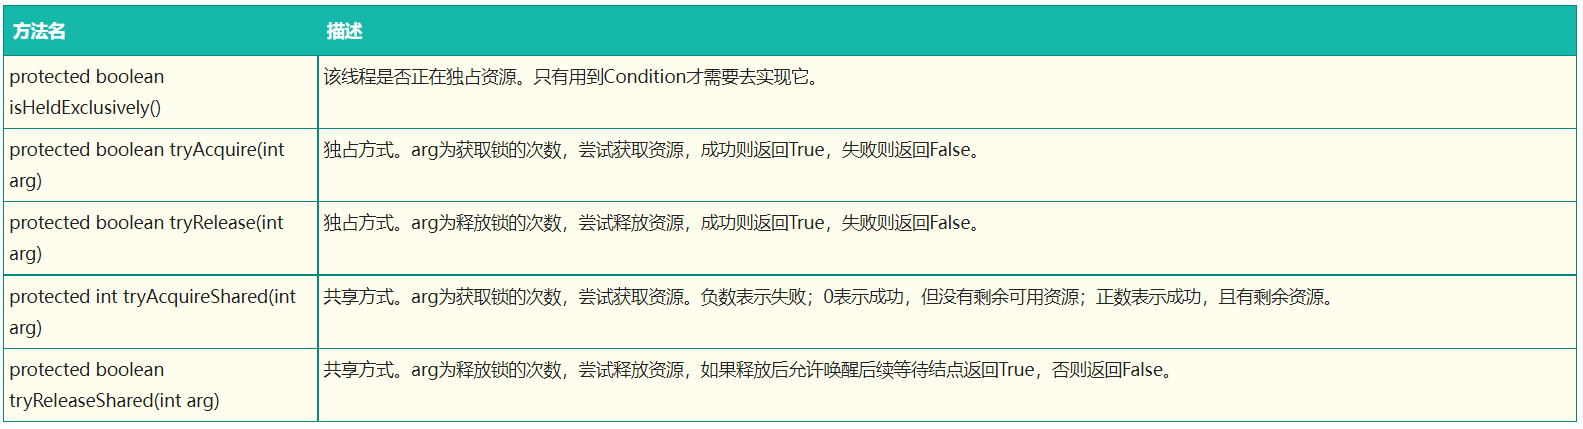 方法名 描述
protected boolean
isHeldExclusively()
该线程是否正在独占资源。只有用到Condition才需要去实现它。
protected boolean tryAcquire(int
arg)
独占方式。arg为获取锁的次数，尝试获取资源，成功则返回True，失败则返回False。
protected boolean tryRelease(int
arg)
独占方式。arg为释放锁的次数，尝试释放资源，成功则返回True，失败则返回False。
protected int tryAcquireShared(int
arg)
共享方式。arg为获取锁的次数，尝试获取资源。负数表示失败；0表示成功，但没有剩余可用资源；正数表示成功，且有剩余资源。
protected boolean
tryReleaseShared(int arg)
共享方式。arg为释放锁的次数，尝试释放资源，如果释放后允许唤醒后续等待结点返回True，否则返回False。